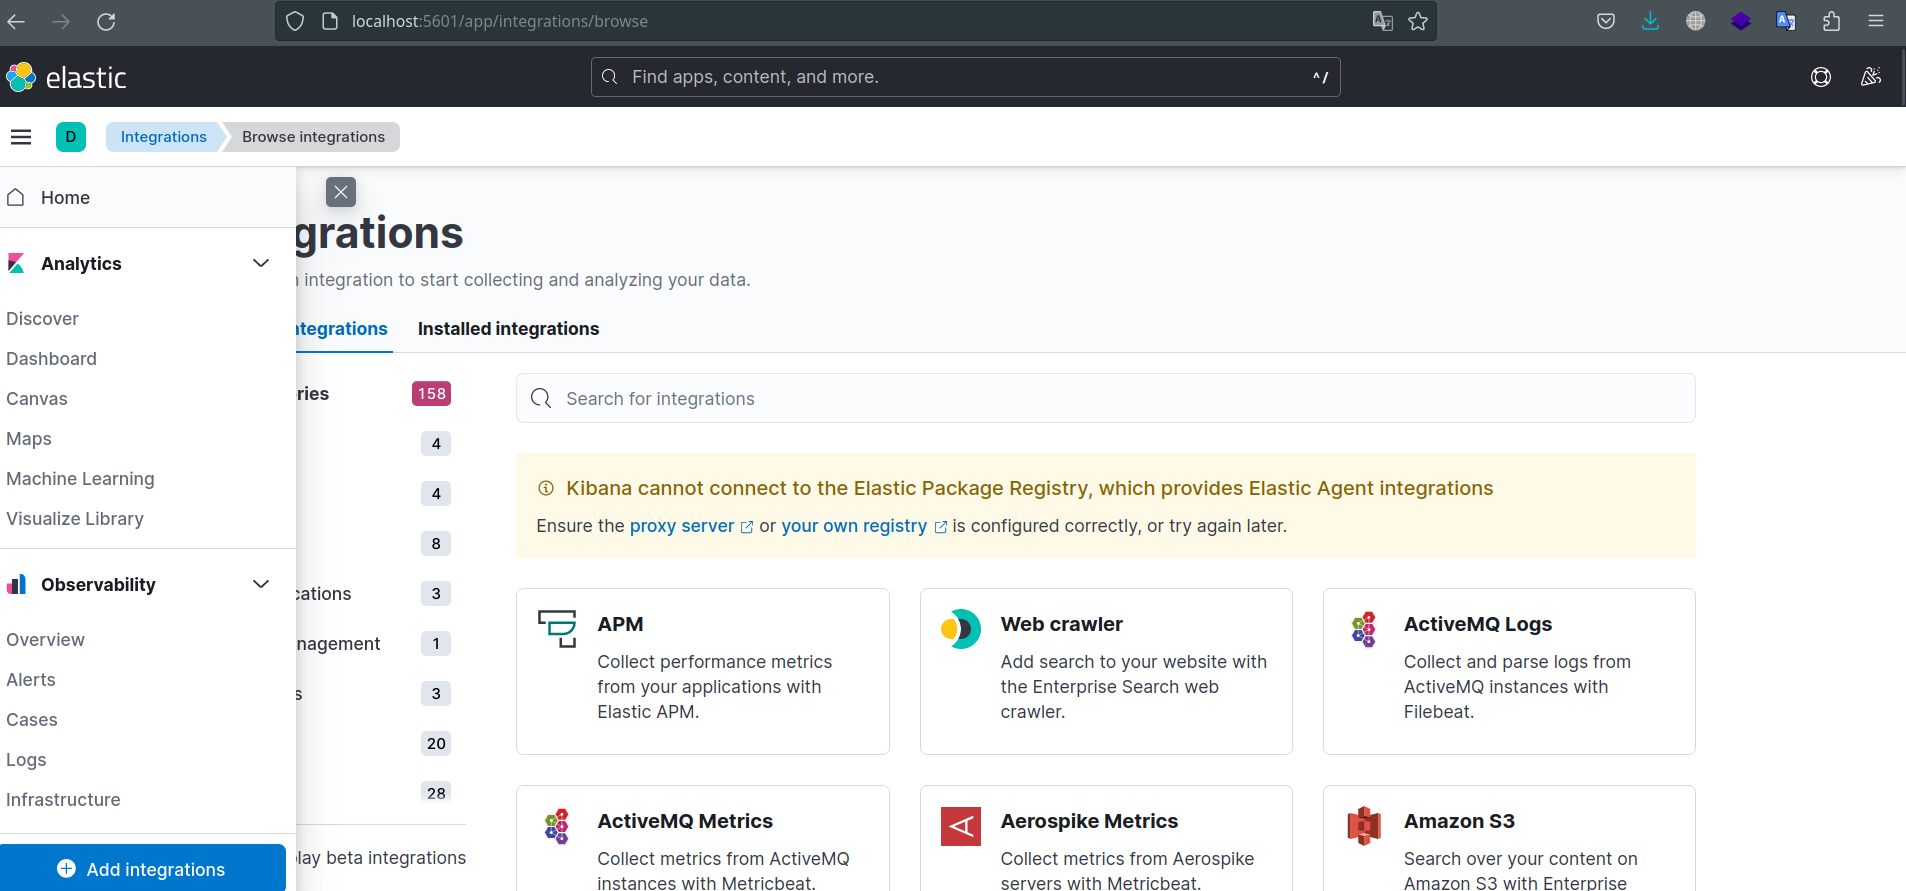 localhost:5601/app/integrations/browse
elastic
Find apps, content, and more.
^ /
D
Integrations
Browse integrations
Home
Analytics
Discover
Dashboard
Canvas
Maps
Machine Learning
Visualize Library
Observability
Overview
Alerts
Cases
Logs
Infrastructure
Add integrations
grations
integration to start collecting and analyzing your data.
ntegrations
Installed integrations
ries 158
4
4
8
cations 3
nagement 1
s 3
20
28
lay beta integrations
Search for integrations
Kibana cannot connect to the Elastic Package Registry, which provides Elastic Agent integrations
Ensure the proxy server or your own registry is configured correctly, or try again later.
APM
Collect performance metrics
from your applications with
Elastic APM.
Web crawler
Add search to your website with
the Enterprise Search web
crawler.
ActiveMQ Logs
Collect and parse logs from
ActiveMQ instances with
Filebeat.
ActiveMQ Metrics
Collect metrics from ActiveMQ
instances with Metricbeat.
Aerospike Metrics
Collect metrics from Aerospike
servers with Metricbeat.
Amazon S3
Search over your content on
Amazon S3 with Enterprise